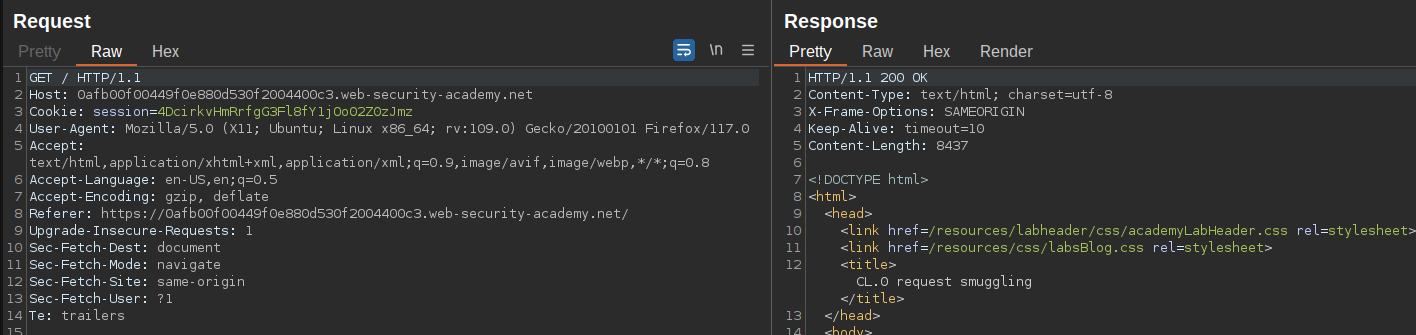 Request
Pretty Raw Hex
\n
1 GET / HTTP/1.1
2 Host: 0afb00f00449f0e880d530f2004400c3.web-security-academy.net
3 Cookie: session=4DcirkvHmRrfgG3Fl8fY1jOo02Z0zJmz
4 User-Agent: Mozilla/5.0 (X11; Ubuntu; Linux x86_64; rv:109.0) Gecko/20100101 Firefox/117.0
5 Accept:
text/html,application/xhtml+xml,application/xml;q=0.9,image/avif,image/webp,*/*;q=0.8
6 Accept-Language: en-US,en;q=0.5
7 Accept-Encoding: gzip, deflate
8 Referer: https://0afb00f00449f0e880d530f2004400c3.web-security-academy.net/
9 Upgrade-Insecure-Requests: 1
10 Sec-Fetch-Dest: document
11 Sec-Fetch-Mode: navigate
12 Sec-Fetch-Site: same-origin
13 Sec-Fetch-User: ?1
14 Te: trailers
15
Response
Pretty Raw Hex Render
1 HTTP/1.1 200 OK
2 Content-Type: text/html; charset=utf-8
3 X-Frame-Options: SAMEORIGIN
4 Keep-Alive: timeout=10
5 Content-Length: 8437
6
7 <!DOCTYPE html>
8 <html>
9 <head>
10 <link href=/resources/labheader/css/academyLabHeader.css rel=stylesheet>
11 <link href=/resources/css/labsBlog.css rel=stylesheet>
12 <title>
CL.0 request smuggling
</title>
13 </head>
14 <body>